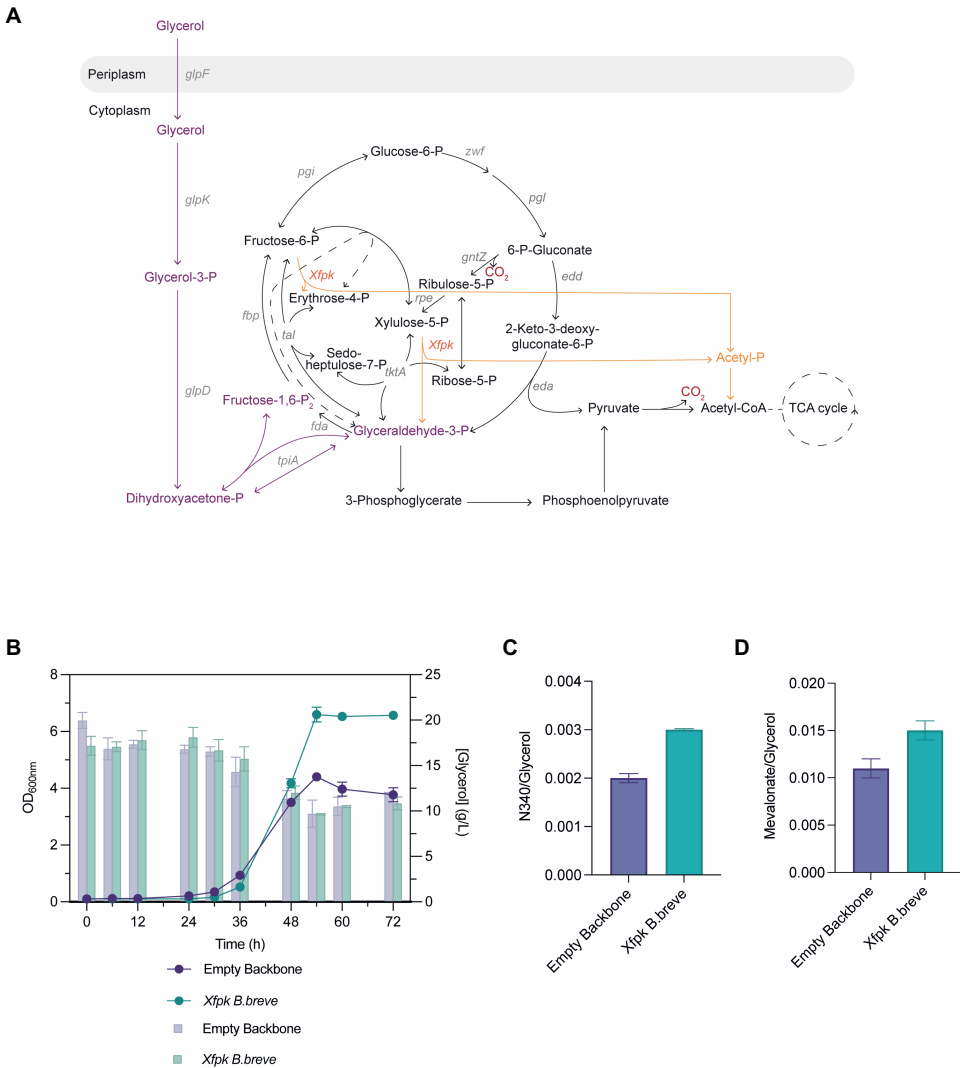 A
Glycerol
Periplasm
glpF
Cytoplasm
Glycerol
glpK
Glycerol-3-P
glpD
Dihydroxyacetone-P
Glucose-6-P
zwf
pgi
pgl
Fructose-6-P
6-P-Gluconate
gntZ
CO2
edd
Xfpk
Ribulose-5-P
Erythrose-4-P
rpe
fbp
Xylulose-5-P
tal
2-Keto-3-deoxy-
gluconate-6-P
Xfpk
Sedo-
heptulose-7-P
tktA
Ribose-5-P
Acetyl-P
eda
CO2
Fructose-1,6-P2
Pyruvate
Acetyl-CoA
TCA cycle
fda
Glyceraldehyde-3-P
tpiA
3-Phosphoglycerate
Phosphoenolpyruvate
B
8
6
4
2
0
OD600nm
25
20
15
10
5
0
[Glycerol] (g/L)
0
12
24
36
48
60
72
Time (h)
Empty Backbone
Xfpk B.breve
Empty Backbone
Xfpk B.breve
C
0.004
0.003
0.002
0.001
0.000
N340/Glycerol
Empty Backbone
Xfpk B.breve
D
0.020
0.015
0.010
0.005
0.000
Mevalonate/Glycerol
Empty Backbone
Xfpk B.breve